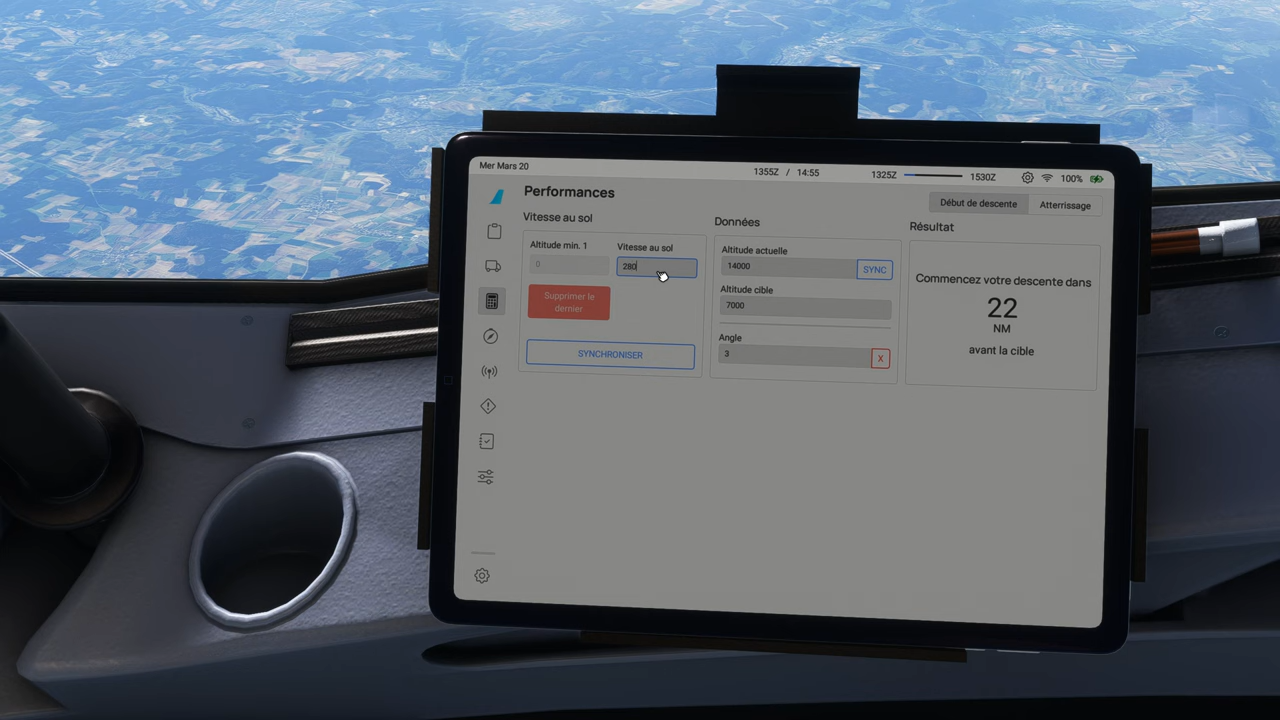 Mer Mars 20
1355Z / 14:55
1325Z
1530Z
100%
Performances
Début de descente
Atterrissage
Vitesse au sol
Altitude min. 1
Vitesse au sol
0
280
Supprimer le
dernier
SYNCHRONISER
Données
Altitude actuelle
14000
SYNC
Altitude cible
7000
Angle
3
X
Résultat
Commencez votre descente dans
22
NM
avant la cible